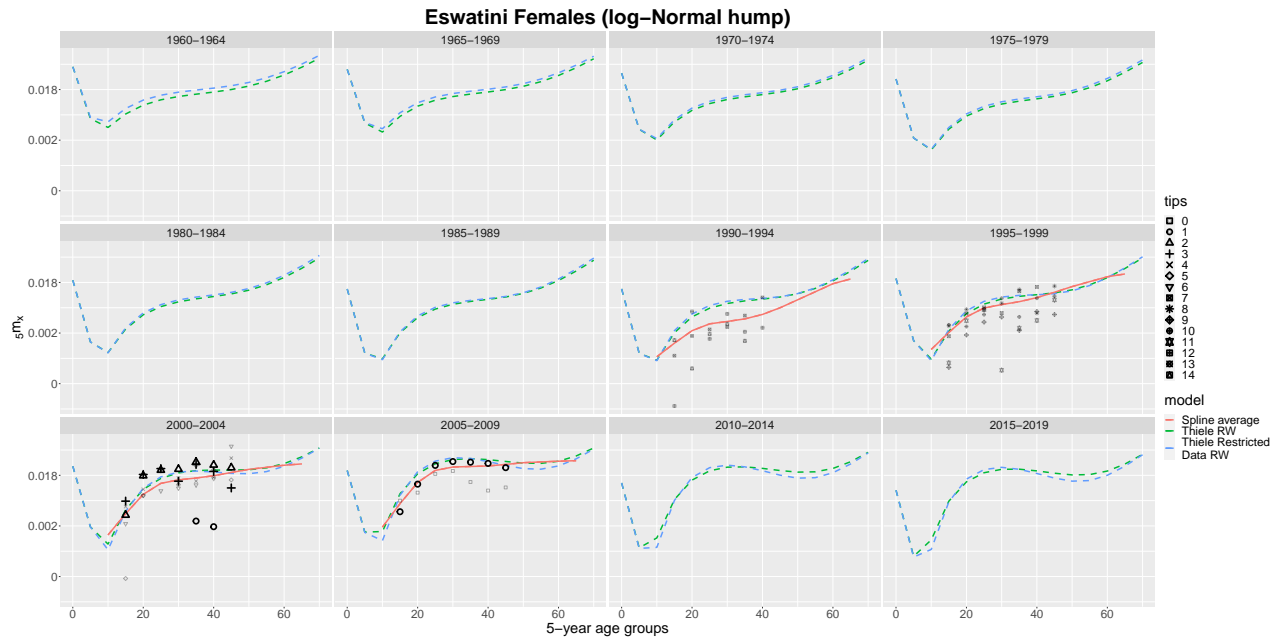 Eswatini Females (log−Normal hump)
1960−1964 1965−1969 1970−1974 1975−1979
0.018
0.002
0
1980−1984 1985−1989 1990−1994 1995−1999
0.018
0.002
0
2000−2004 2005−2009 2010−2014 2015−2019
0.018
0.002
0
0 20 40 60 0 20 40 60 0 20 40 60 0 20 40 60
5−year age groups
5mx
tips
0
1
2
3
4
5
6
7
8
9
10
11
12
13
14
model
Spline average
Thiele RW
Thiele Restricted
Data RW